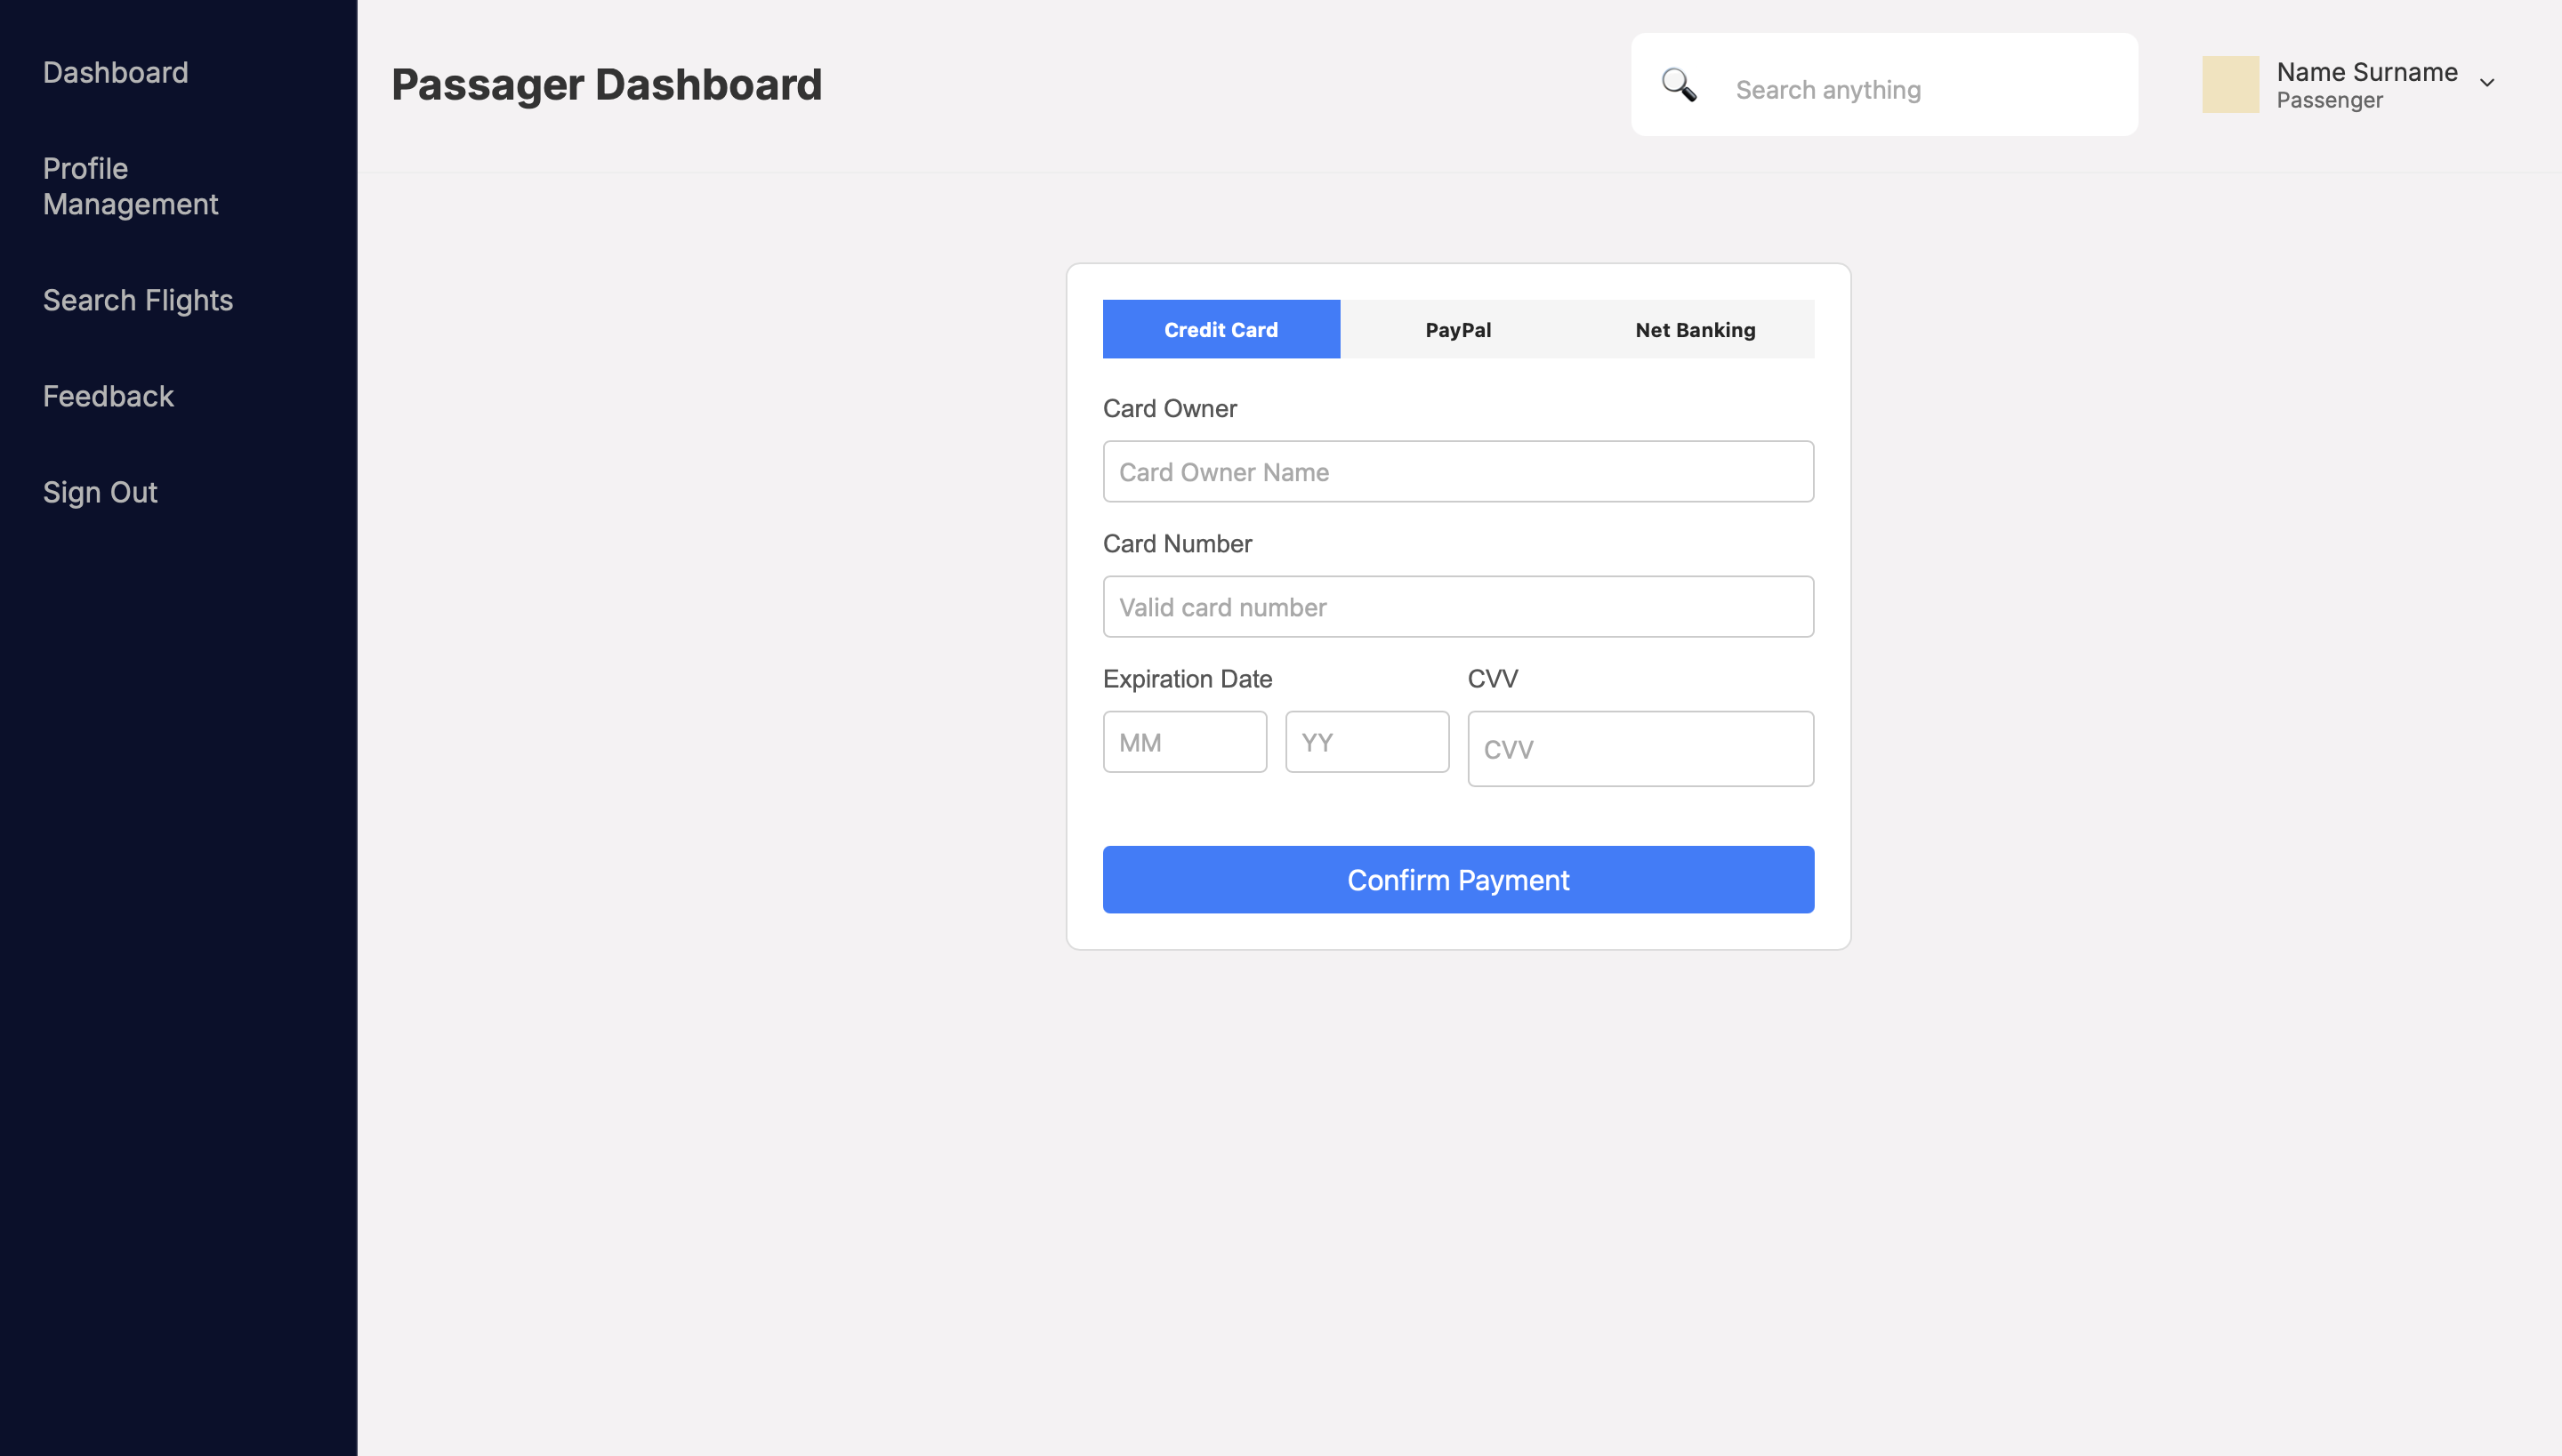 Dashboard
Profile
Management
Search Flights
Feedback
Sign Out
Passager Dashboard
Search anything
Name Surname
Passenger
Credit Card
PayPal
Net Banking
Card Owner
Card Owner Name
Card Number
Valid card number
Expiration Date
CVV
MM
YY
CVV
Confirm Payment